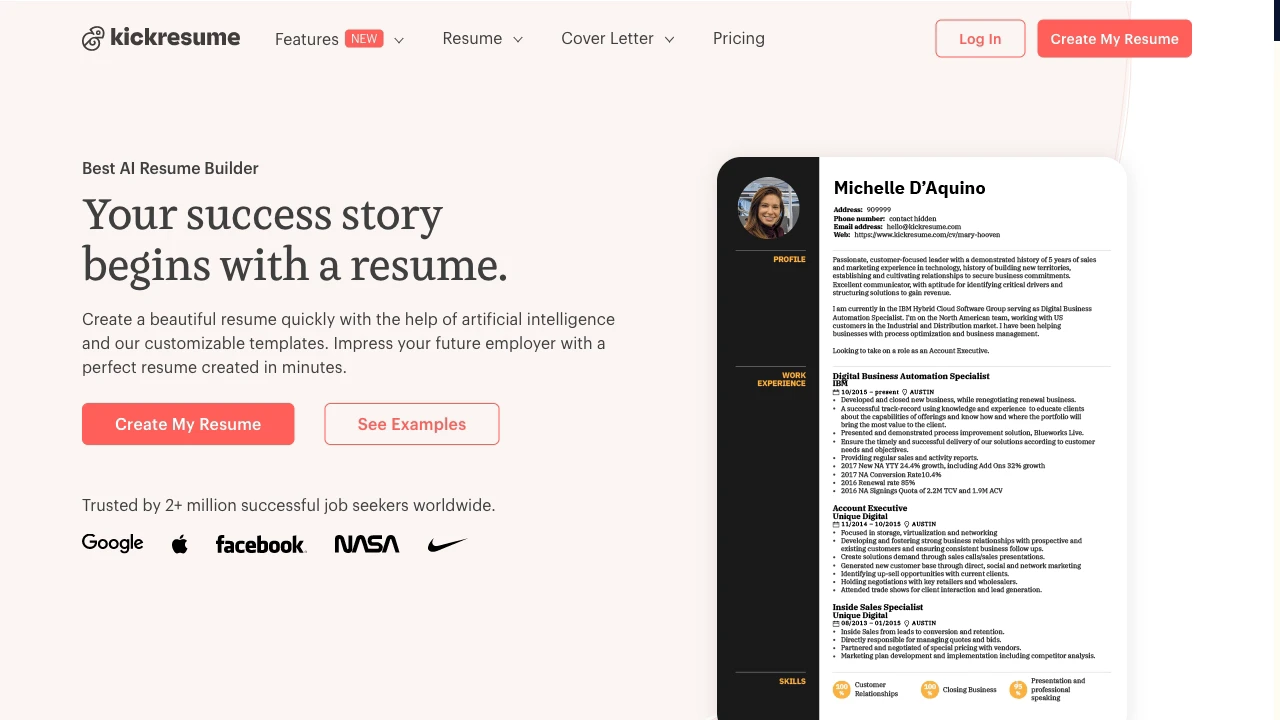 kickresume
Features NEW
Resume
Cover Letter
Pricing
Log In
Create My Resume
Best AI Resume Builder
Your success story
begins with a resume.
Create a beautiful resume quickly with the help of artificial intelligence
and our customizable templates. Impress your future employer with a
perfect resume created in minutes.
Create My Resume
See Examples
Trusted by 2+ million successful job seekers worldwide.
Google
facebook.
NASA
Michelle D'Aquino
Address: 909999
Phone number: contact hidden
Email address: hello@kickresume.com
Web: https://www.kickresume.com/cv/mary-hooven
PROFILE
Passionate, customer-focused leader with a demonstrated history of 5 years of sales
and marketing experience in technology, history of building new territories,
establishing and cultivating relationships to secure business commitments.
Excellent communicator, with aptitude for identifying critical drivers and
structuring solutions to gain revenue.
I am currently in the IBM Hybrid Cloud Software Group serving as Digital Business
Automation Specialist. I'm on the North American team, working with US
customers in the Industrial and Distribution market. I have been helping
businesses with process optimization and business management.
Looking to take on a role as an Account Executive.
WORK
EXPERIENCE
Digital Business Automation Specialist
IBM
10/2015 – present AUSTIN
• Developed and closed new business, while renegotiating renewal business.
• A successful track-record using knowledge and experience to educate clients
about the capabilities of offerings and know how and where the portfolio will
bring the most value to the client.
• Presented and demonstrated process improvement solution, Blueworks Live.
• Ensure the timely and successful delivery of our solutions according to customer
needs and objectives.
• Providing regular sales and activity reports.
• 2017 New NA YTY 24.4% growth, including Add Ons 32% growth
• 2017 NA Conversion Rate10.4%
• 2016 Renewal rate 85%
• 2016 NA Signings Quota of 2.2M TCV and 1.9M ACV
Account Executive
Unique Digital
11/2014 – 10/2015 AUSTIN
• Focused in storage, virtualization and networking
• Developing and fostering strong business relationships with prospective and
existing customers and ensuring consistent business follow ups.
• Create solutions demand through sales calls/sales presentations.
• Generated new customer base through direct, social and network marketing
• Identifying up-sell opportunities with current clients.
• Holding negotiations with key retailers and wholesalers.
• Attended trade shows for client interaction and lead generation.
Inside Sales Specialist
Unique Digital
08/2013 – 01/2015 AUSTIN
• Inside Sales from leads to conversion and retention.
• Directly responsible for managing quotes and bids.
• Partnered and negotiated of special pricing with vendors.
• Marketing plan development and implementation including competitor analysis.
SKILLS
100 %
Customer
Relationships
100 %
Closing Business
95 %
Presentation and
professional
speaking